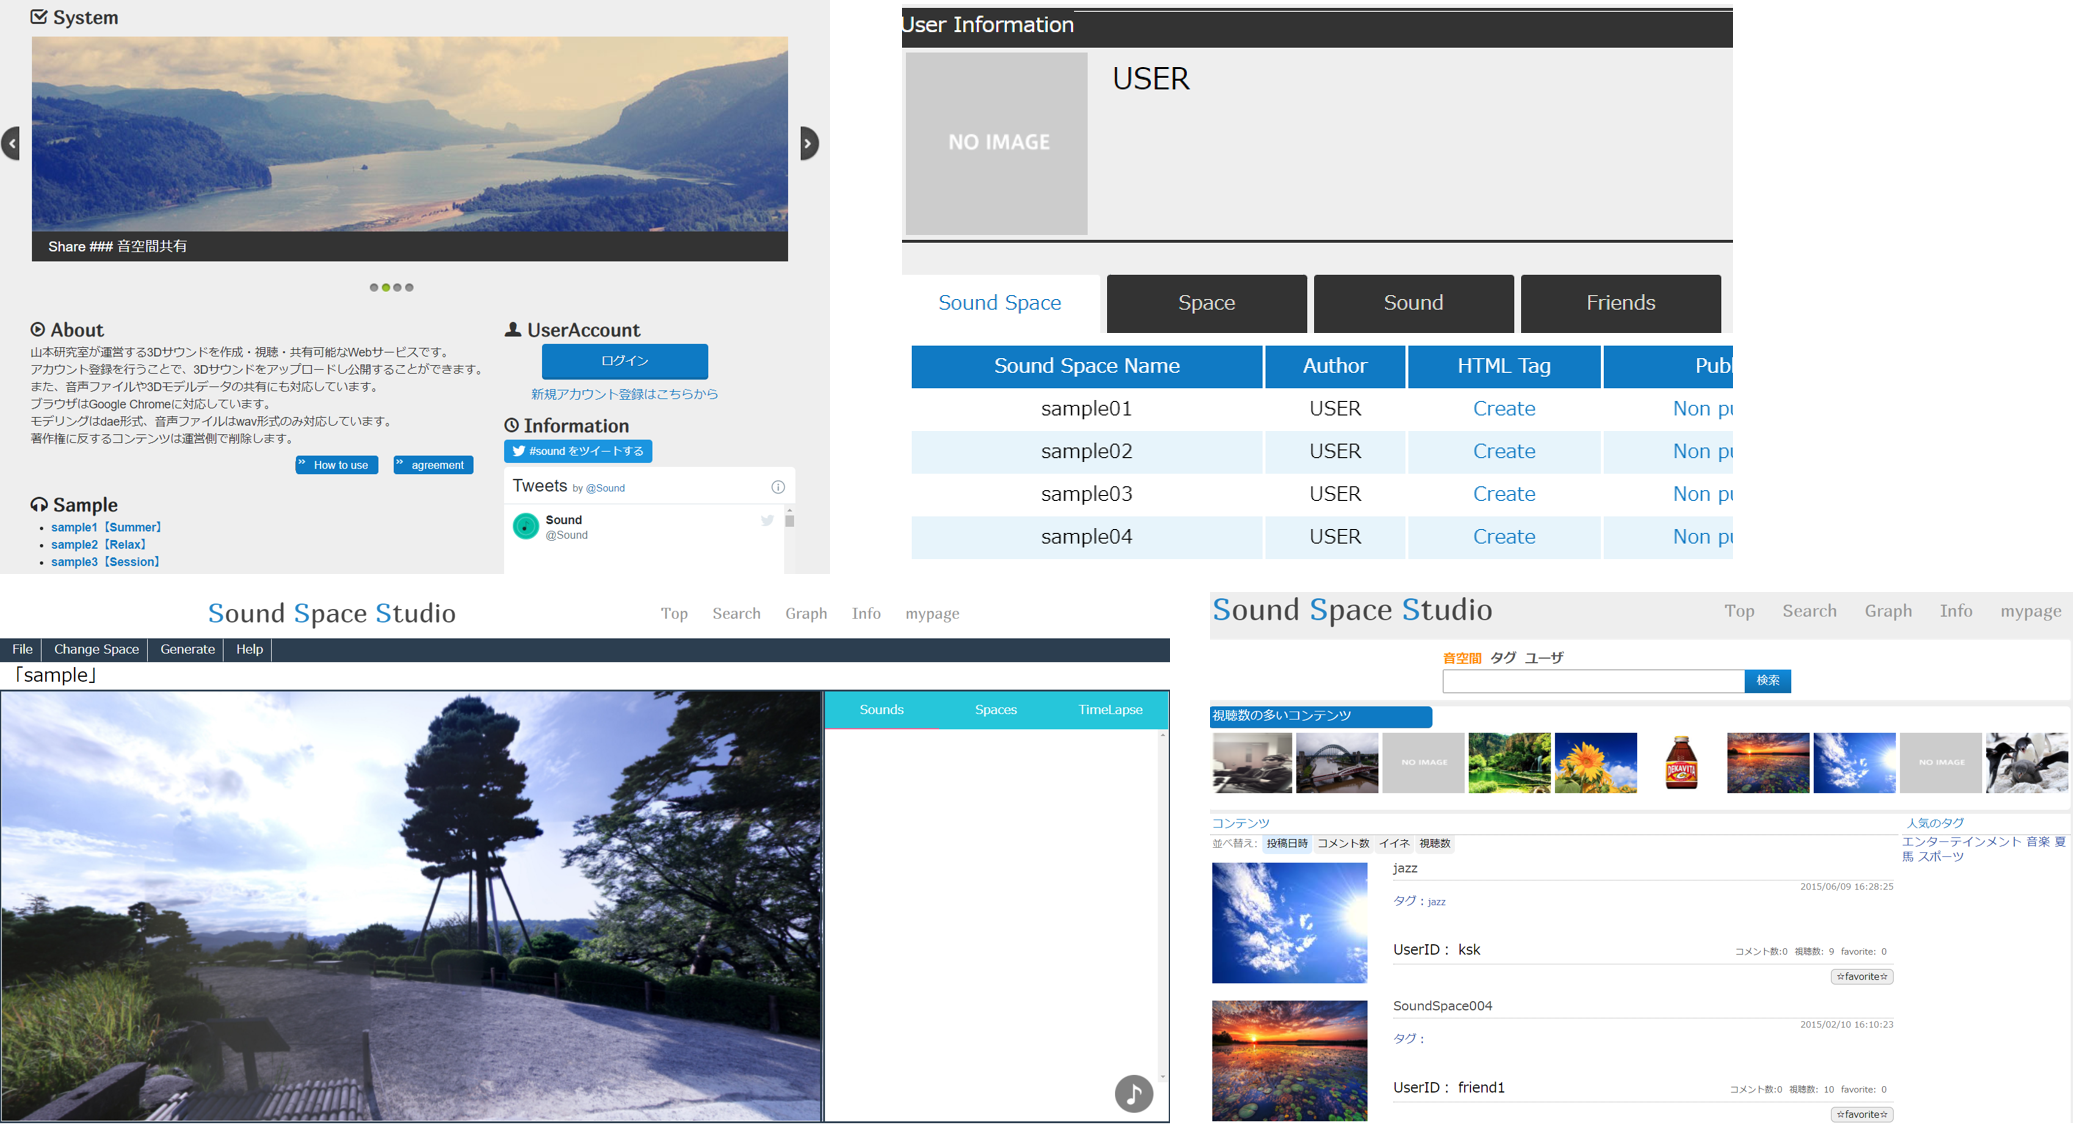 System
Share ### 音空間共有
About
山本研究室が運営する3Dサウンドを作成・視聴・共有可能なWebサービスです。
アカウント登録を行うことで、3Dサウンドをアップロードし公開することができます。
また、音声ファイルや3Dモデルデータの共有にも対応しています。
ブラウザはGoogle Chromeに対応しています。
モデリングはdae形式、音声ファイルはwav形式のみ対応しています。
著作権に反するコンテンツは運営側で削除します。
How to use agreement
Sample
sample1【Summer】
sample2【Relax】
sample3【Session】
UserAccount
ログイン
新規アカウント登録はこちらから
Information
#sound をツイートする
Tweets by @Sound
Sound
@Sound
User Information
NO IMAGE
USER
Sound Space Space Sound Friends
Sound Space Name Author HTML Tag Publ
sample01 USER Create Non pu
sample02 USER Create Non pu
sample03 USER Create Non pu
sample04 USER Create Non pu
Sound Space Studio Top Search Graph Info mypage
File Change Space Generate Help
「sample」
Sounds Spaces TimeLapse
Sound Space Studio Top Search Graph Info mypage
音空間 タグ ユーザ
検索
視聴数の多いコンテンツ
NO IMAGE DEKAVITA NO IMAGE
コンテンツ
並べ替え: 投稿日時 コメント数 イイネ 視聴数
jazz
2015/06/09 16:28:25
タグ：jazz
UserID： ksk コメント数:0 視聴数: 9 favorite: 0
☆favorite☆
SoundSpace004
2015/02/10 16:10:23
タグ：
UserID： friend1 コメント数:0 視聴数: 10 favorite: 0
☆favorite☆
人気のタグ
エンターテインメント 音楽 夏
馬 スポーツ